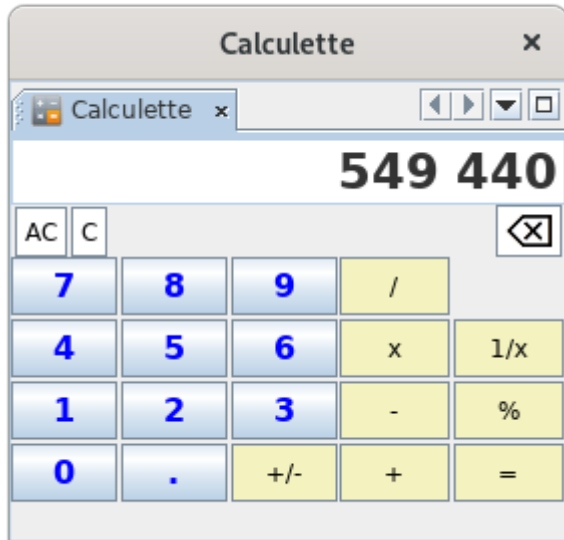 Calculette ×
Calculette ×
549 440
AC C
7 8 9 /
4 5 6 x 1/x
1 2 3 - %
0 . +/- + =